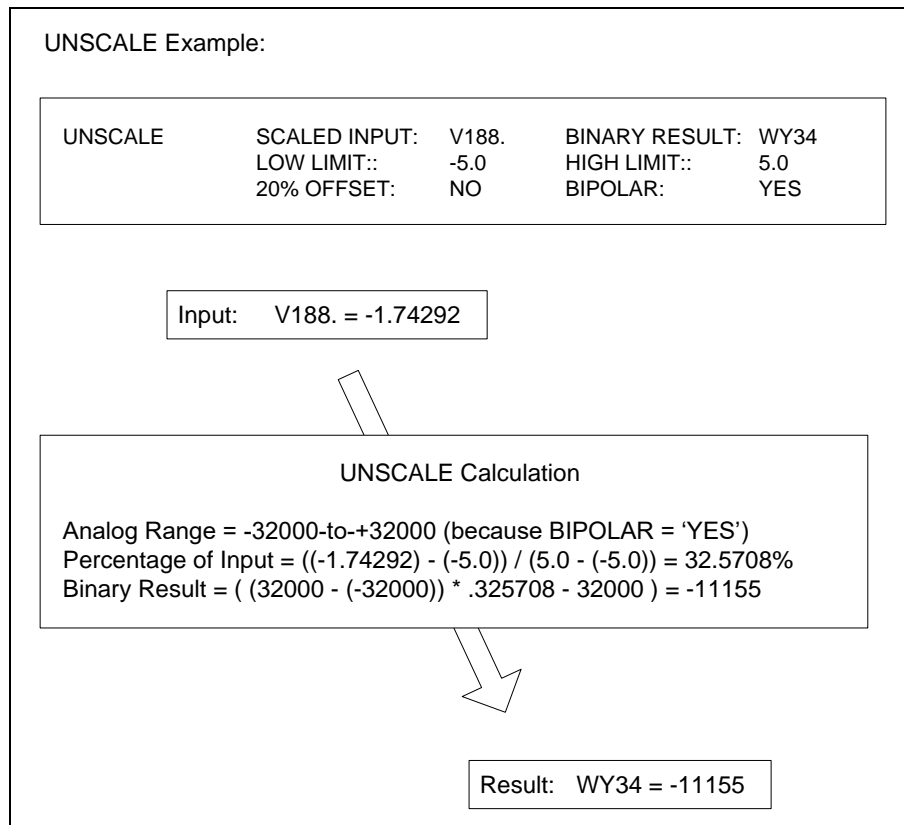 UNSCALE Example:
UNSCALE SCALED INPUT: V188. BINARY RESULT: WY34
LOW LIMIT:: -5.0 HIGH LIMIT:: 5.0
20% OFFSET: NO BIPOLAR: YES
Input: V188. = -1.74292
UNSCALE Calculation
Analog Range = -32000-to-+32000 (because BIPOLAR = ‘YES’)
Percentage of Input = ((-1.74292) - (-5.0)) / (5.0 - (-5.0)) = 32.5708%
Binary Result = ( (32000 - (-32000)) * .325708 - 32000 ) = -11155
Result: WY34 = -11155